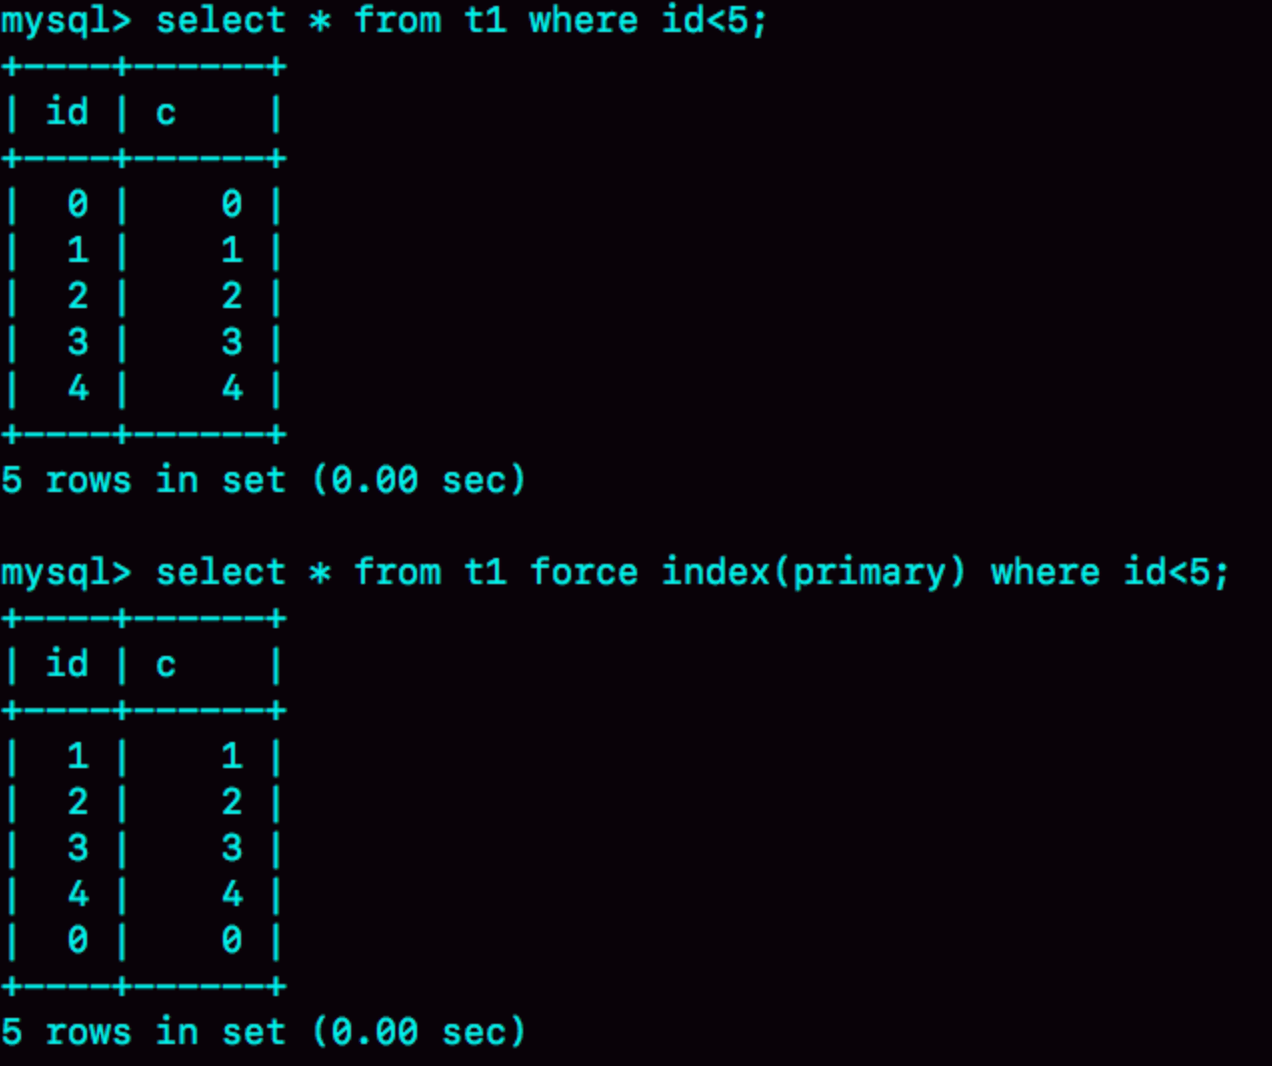 mysql> select * from t1 where id<5;
+----+------+
| id | c    |
+----+------+
|  0 |    0 |
|  1 |    1 |
|  2 |    2 |
|  3 |    3 |
|  4 |    4 |
+----+------+
5 rows in set (0.00 sec)

mysql> select * from t1 force index(primary) where id<5;
+----+------+
| id | c    |
+----+------+
|  1 |    1 |
|  2 |    2 |
|  3 |    3 |
|  4 |    4 |
|  0 |    0 |
+----+------+
5 rows in set (0.00 sec)